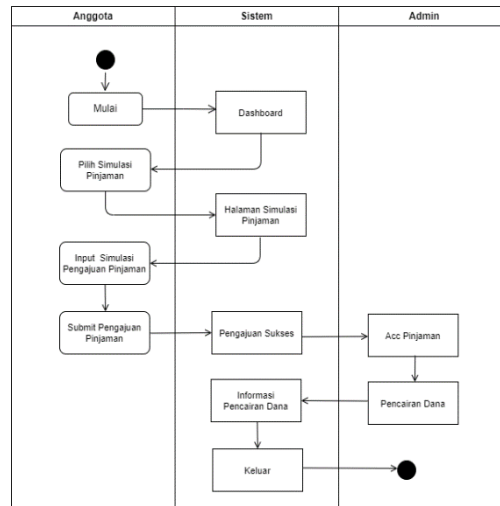 Anggota
Sistem
Admin
Mulai
Dashboard
Pilih Simulasi
Pinjaman
Halaman Simulasi
Pinjaman
Input Simulasi
Pengajuan Pinjaman
Submit Pengajuan
Pinjaman
Pengajuan Sukses
Acc Pinjaman
Informasi
Pencairan Dana
Pencairan Dana
Keluar